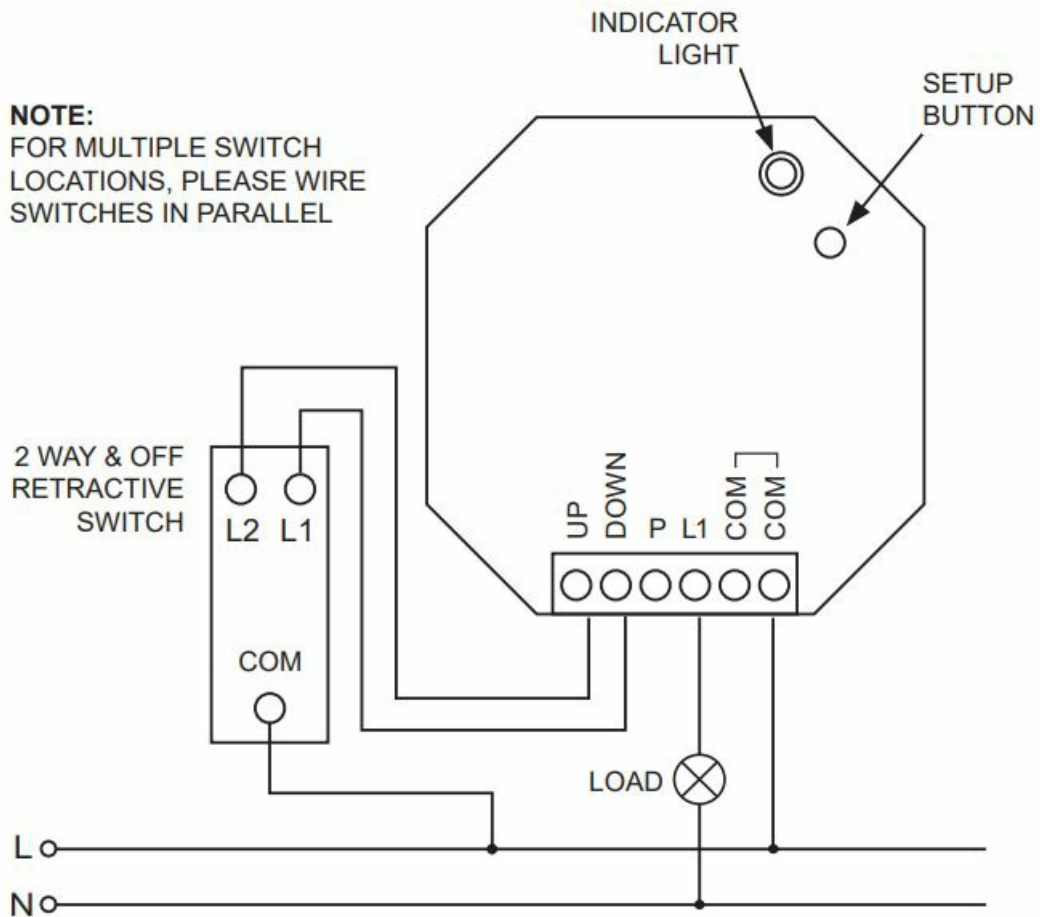 INDICATOR
LIGHT
SETUP
BUTTON
NOTE:
FOR MULTIPLE SWITCH
LOCATIONS, PLEASE WIRE
SWITCHES IN PARALLEL
2 WAY & OFF
RETRACTIVE
SWITCH
L2 L1
COM
UP DOWN P L1 COM COM
LOAD
L
N